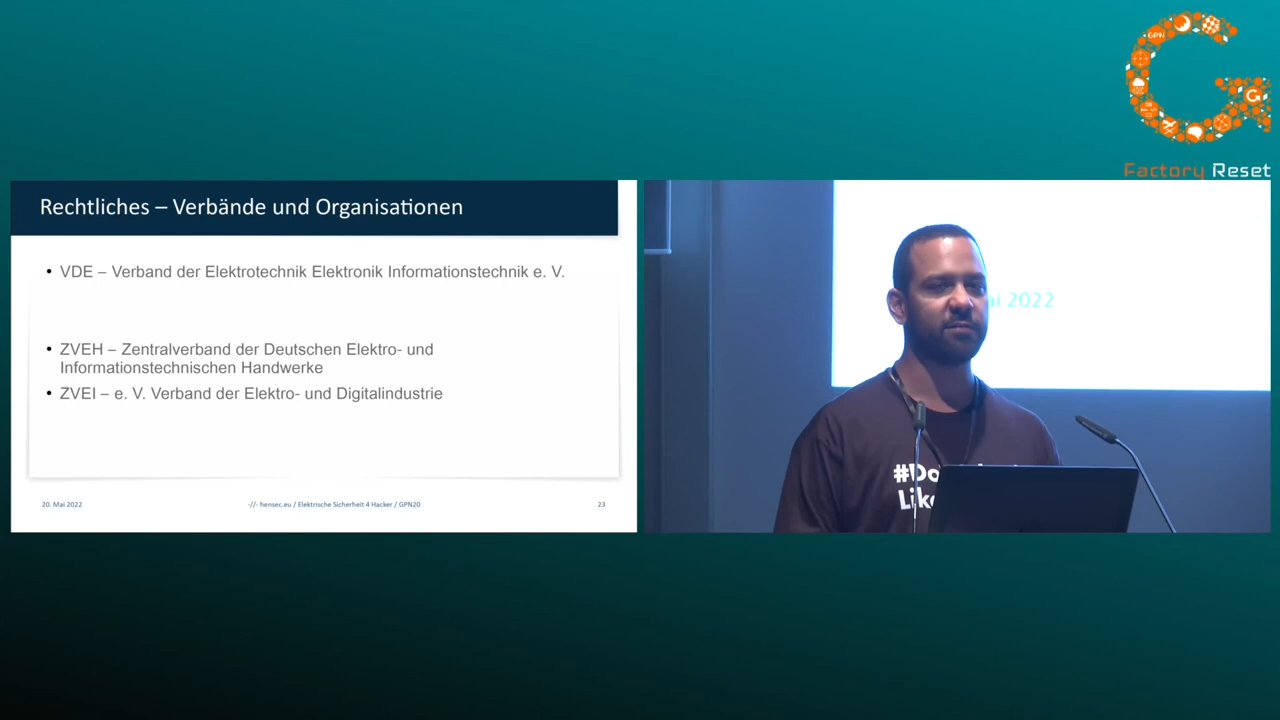 GPN
Factory Reset
Rechtliches – Verbände und Organisationen
• VDE – Verband der Elektrotechnik Elektronik Informationstechnik e. V.
• ZVEH – Zentralverband der Deutschen Elektro- und
Informationstechnischen Handwerke
• ZVEI – e. V. Verband der Elektro- und Digitalindustrie
20. Mai 2022
-//- hensec.eu / Elektrische Sicherheit 4 Hacker / GPN20
23
2022